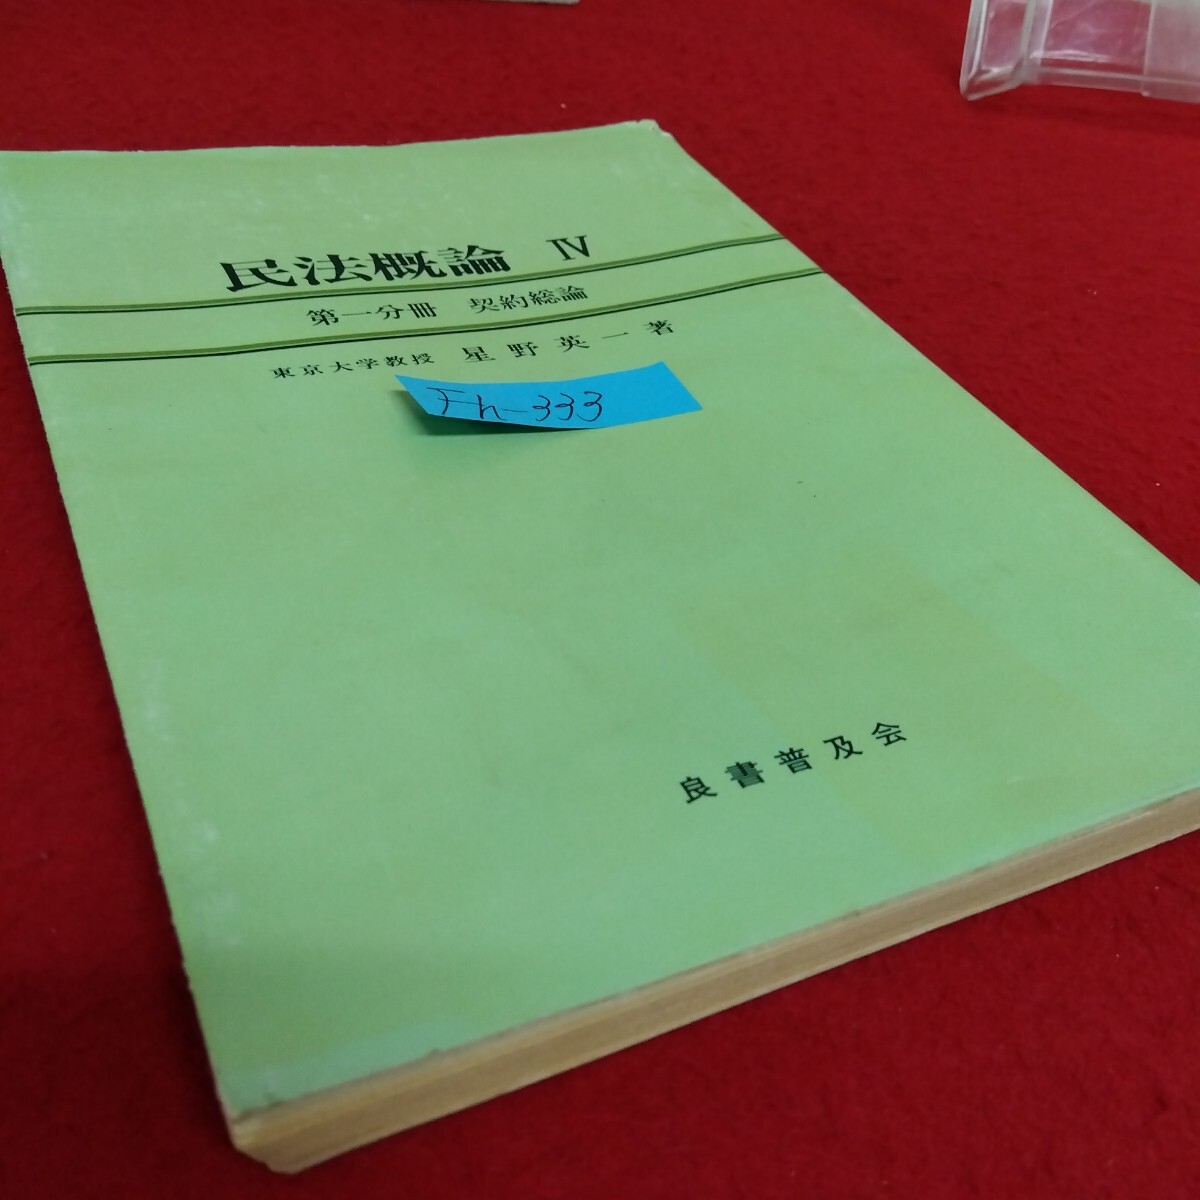 民法概論 Ⅳ
第一分冊 契約総論
東京大学教授 星野英一著
Fh-333
良書普及会